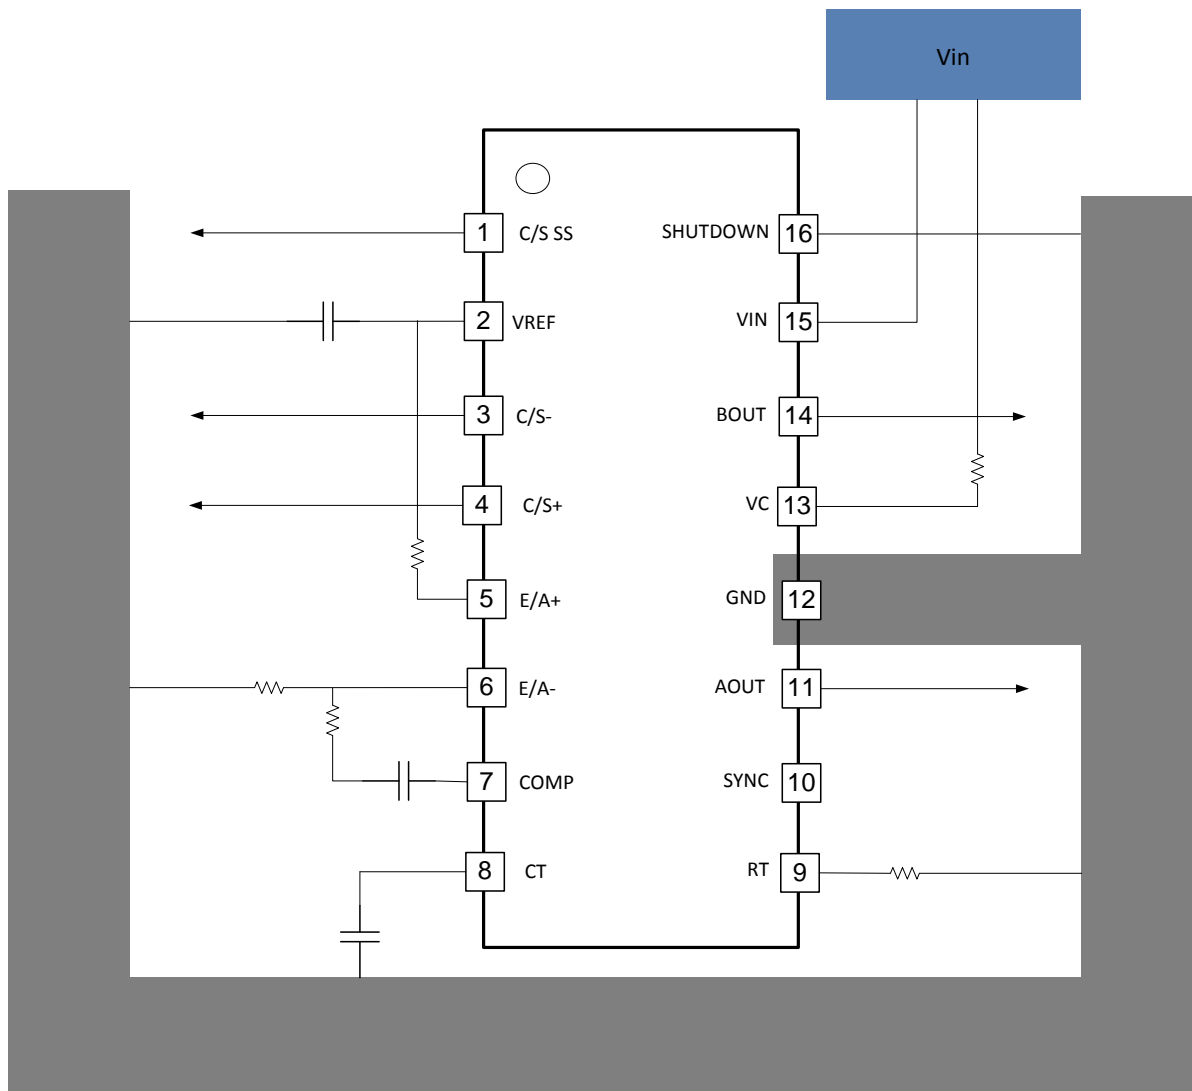 Vin
1 C/S SS
SHUTDOWN 16
2 VREF
VIN 15
3 C/S-
BOUT 14
4 C/S+
VC 13
5 E/A+
GND 12
6 E/A-
AOUT 11
7 COMP
SYNC 10
8 CT
RT 9